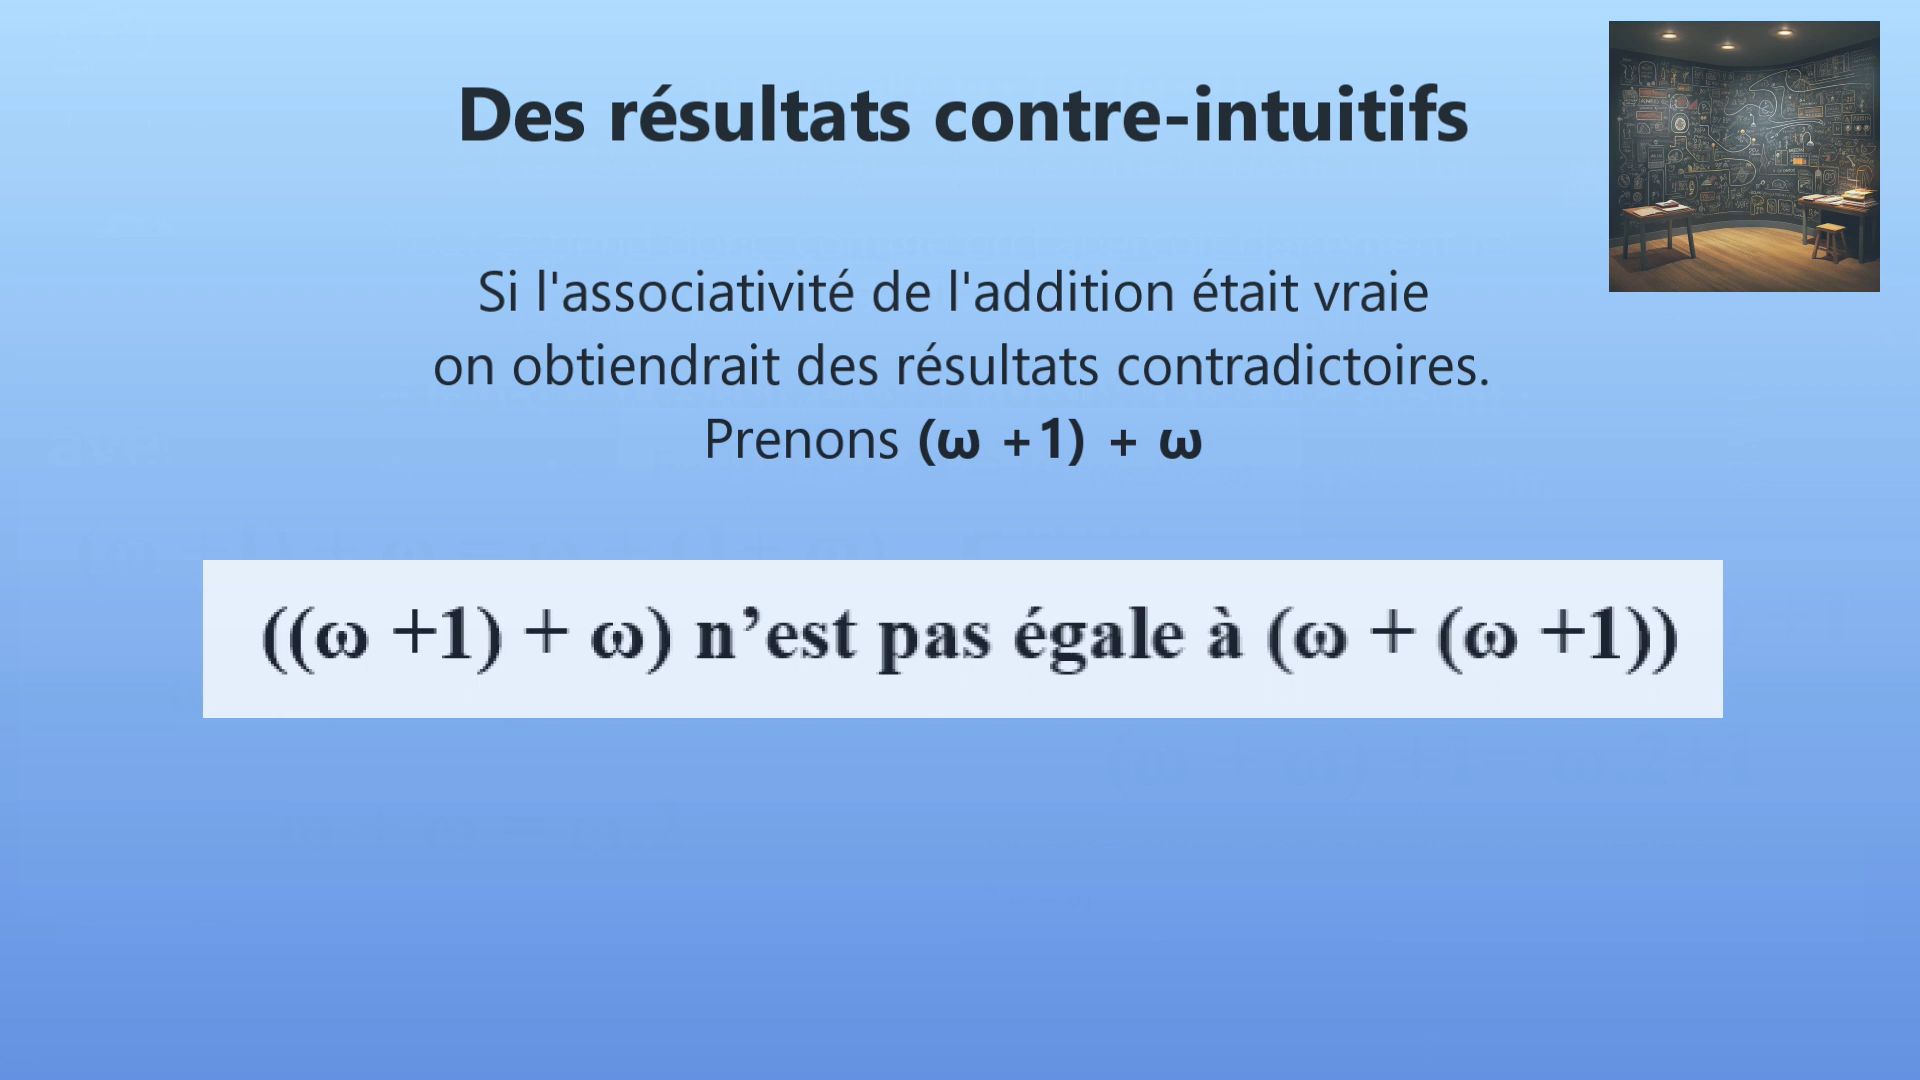 Des résultats contre-intuitifs
Si l'associativité de l'addition était vraie
on obtiendrait des résultats contradictoires.
Prenons (ω +1) + ω
((ω +1) + ω) n’est pas égale à (ω + (ω +1))